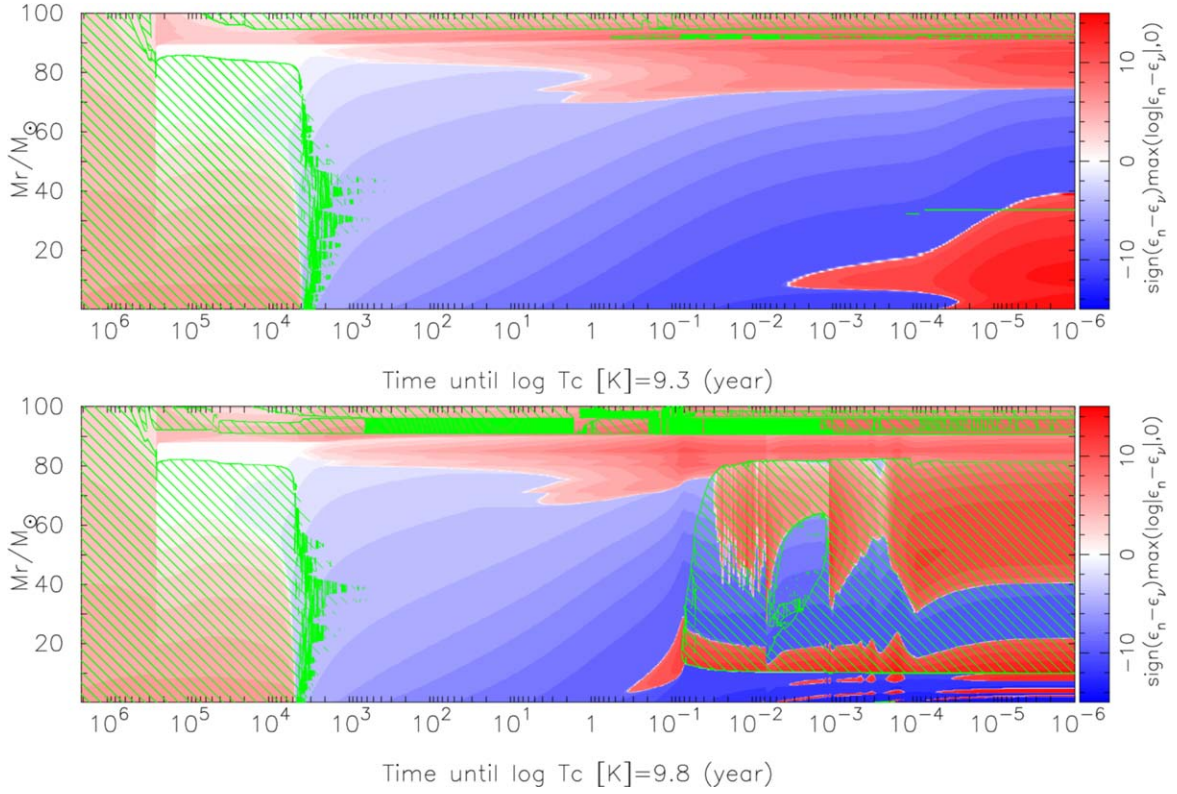 100
80
60
40
20
Mr/M⊙
10⁶ 10⁵ 10⁴ 10³ 10² 10¹ 1 10⁻¹ 10⁻² 10⁻³ 10⁻⁴ 10⁻⁵ 10⁻⁶
Time until log Tc [K]=9.3 (year)
10
0
−10
sign(ϵₙ−ϵᵥ)max(log|ϵₙ−ϵᵥ|,0)
100
80
60
40
20
Mr/M⊙
10⁶ 10⁵ 10⁴ 10³ 10² 10¹ 1 10⁻¹ 10⁻² 10⁻³ 10⁻⁴ 10⁻⁵ 10⁻⁶
Time until log Tc [K]=9.8 (year)
10
0
−10
sign(ϵₙ−ϵᵥ)max(log|ϵₙ−ϵᵥ|,0)